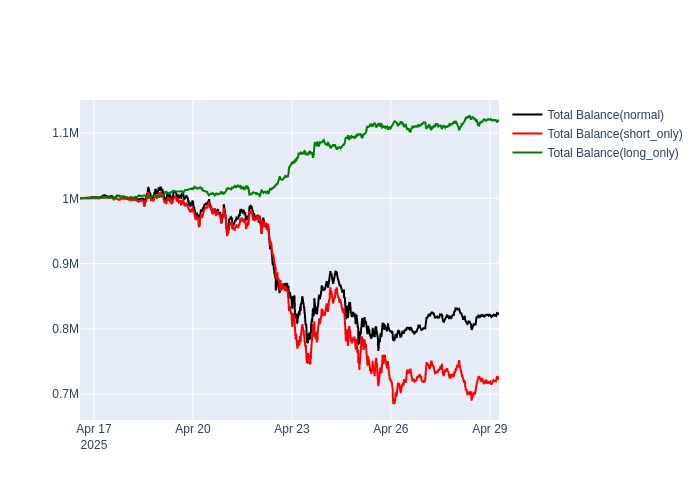 Total Balance(normal)
Total Balance(short_only)
Total Balance(long_only)
1.1M
1M
0.9M
0.8M
0.7M
Apr 17
2025
Apr 20
Apr 23
Apr 26
Apr 29